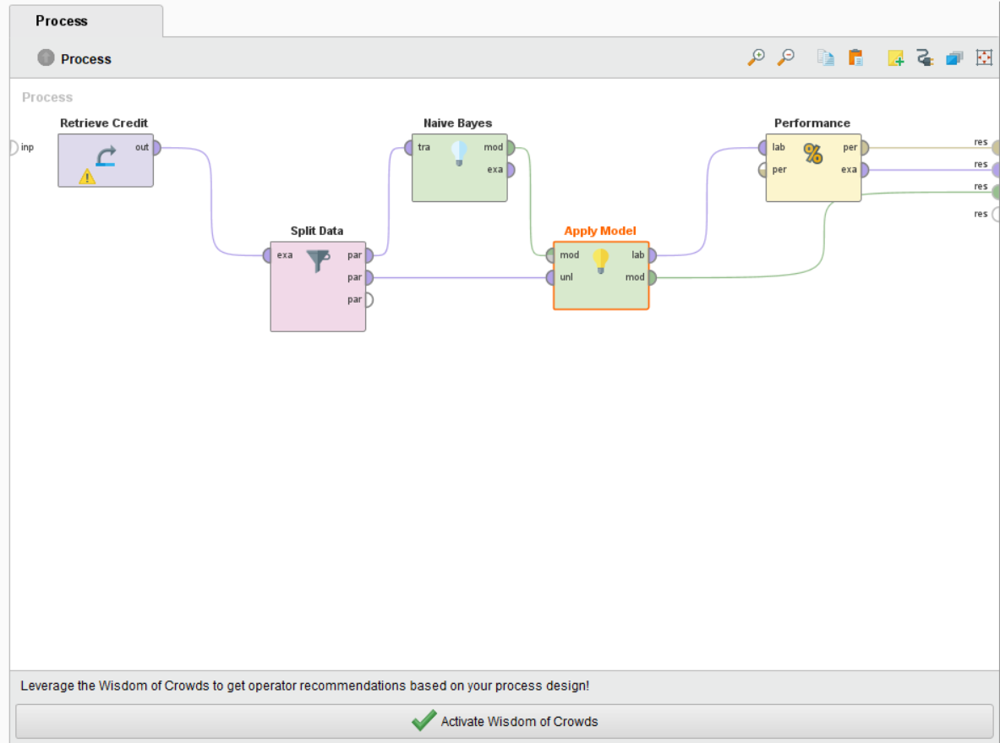 Process
Process
Process
Retrieve Credit
inp
out
Naive Bayes
tra
mod
exa
Performance
lab
per
per
exa
res
res
res
res
Split Data
exa
par
par
par
Apply Model
mod
lab
unl
mod
Leverage the Wisdom of Crowds to get operator recommendations based on your process design!
Activate Wisdom of Crowds